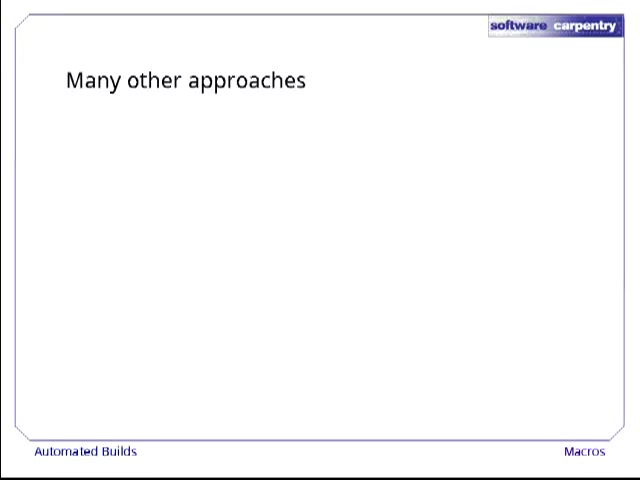 software carpentry
Many other approaches
Automated Builds
Macros